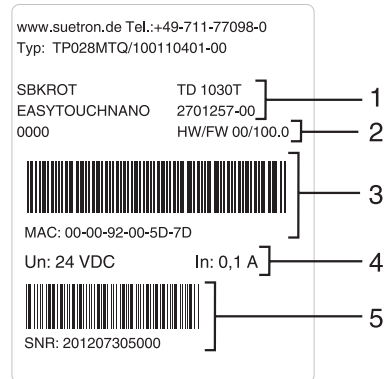 www.suetron.de Tel.:+49-711-77098-0
Typ: TP028MTQ/100110401-00
SBKROT TD 1030T
EASYTOUCHNANO 2701257-00
1
0000 HW/FW 00/100.0
2
3
MAC: 00-00-92-00-5D-7D
Un: 24 VDC In: 0,1 A
4
5
SNR: 201207305000